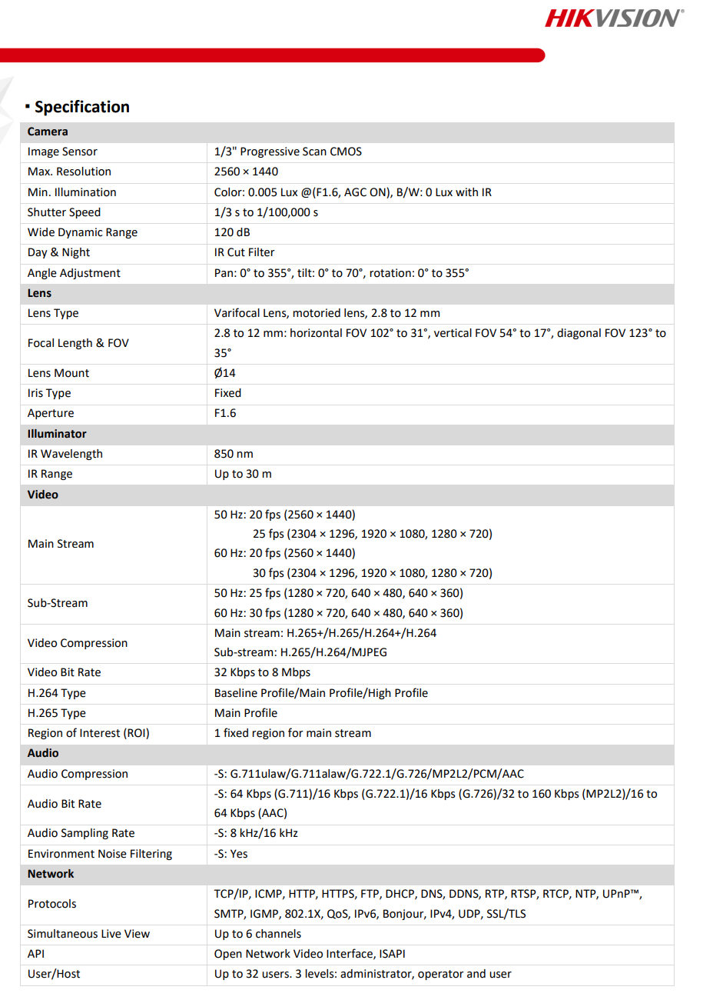 HIKVISION®
▪ Specification
Camera
Image Sensor 1/3" Progressive Scan CMOS
Max. Resolution 2560 × 1440
Min. Illumination Color: 0.005 Lux @(F1.6, AGC ON), B/W: 0 Lux with IR
Shutter Speed 1/3 s to 1/100,000 s
Wide Dynamic Range 120 dB
Day & Night IR Cut Filter
Angle Adjustment Pan: 0° to 355°, tilt: 0° to 70°, rotation: 0° to 355°
Lens
Lens Type Varifocal Lens, motoried lens, 2.8 to 12 mm
Focal Length & FOV 2.8 to 12 mm: horizontal FOV 102° to 31°, vertical FOV 54° to 17°, diagonal FOV 123° to
35°
Lens Mount Ø14
Iris Type Fixed
Aperture F1.6
Illuminator
IR Wavelength 850 nm
IR Range Up to 30 m
Video
Main Stream 50 Hz: 20 fps (2560 × 1440)
25 fps (2304 × 1296, 1920 × 1080, 1280 × 720)
60 Hz: 20 fps (2560 × 1440)
30 fps (2304 × 1296, 1920 × 1080, 1280 × 720)
Sub-Stream 50 Hz: 25 fps (1280 × 720, 640 × 480, 640 × 360)
60 Hz: 30 fps (1280 × 720, 640 × 480, 640 × 360)
Video Compression Main stream: H.265+/H.265/H.264+/H.264
Sub-stream: H.265/H.264/MJPEG
Video Bit Rate 32 Kbps to 8 Mbps
H.264 Type Baseline Profile/Main Profile/High Profile
H.265 Type Main Profile
Region of Interest (ROI) 1 fixed region for main stream
Audio
Audio Compression -S: G.711ulaw/G.711alaw/G.722.1/G.726/MP2L2/PCM/AAC
Audio Bit Rate -S: 64 Kbps (G.711)/16 Kbps (G.722.1)/16 Kbps (G.726)/32 to 160 Kbps (MP2L2)/16 to
64 Kbps (AAC)
Audio Sampling Rate -S: 8 kHz/16 kHz
Environment Noise Filtering -S: Yes
Network
Protocols TCP/IP, ICMP, HTTP, HTTPS, FTP, DHCP, DNS, DDNS, RTP, RTSP, RTCP, NTP, UPnP™,
SMTP, IGMP, 802.1X, QoS, IPv6, Bonjour, IPv4, UDP, SSL/TLS
Simultaneous Live View Up to 6 channels
API Open Network Video Interface, ISAPI
User/Host Up to 32 users. 3 levels: administrator, operator and user